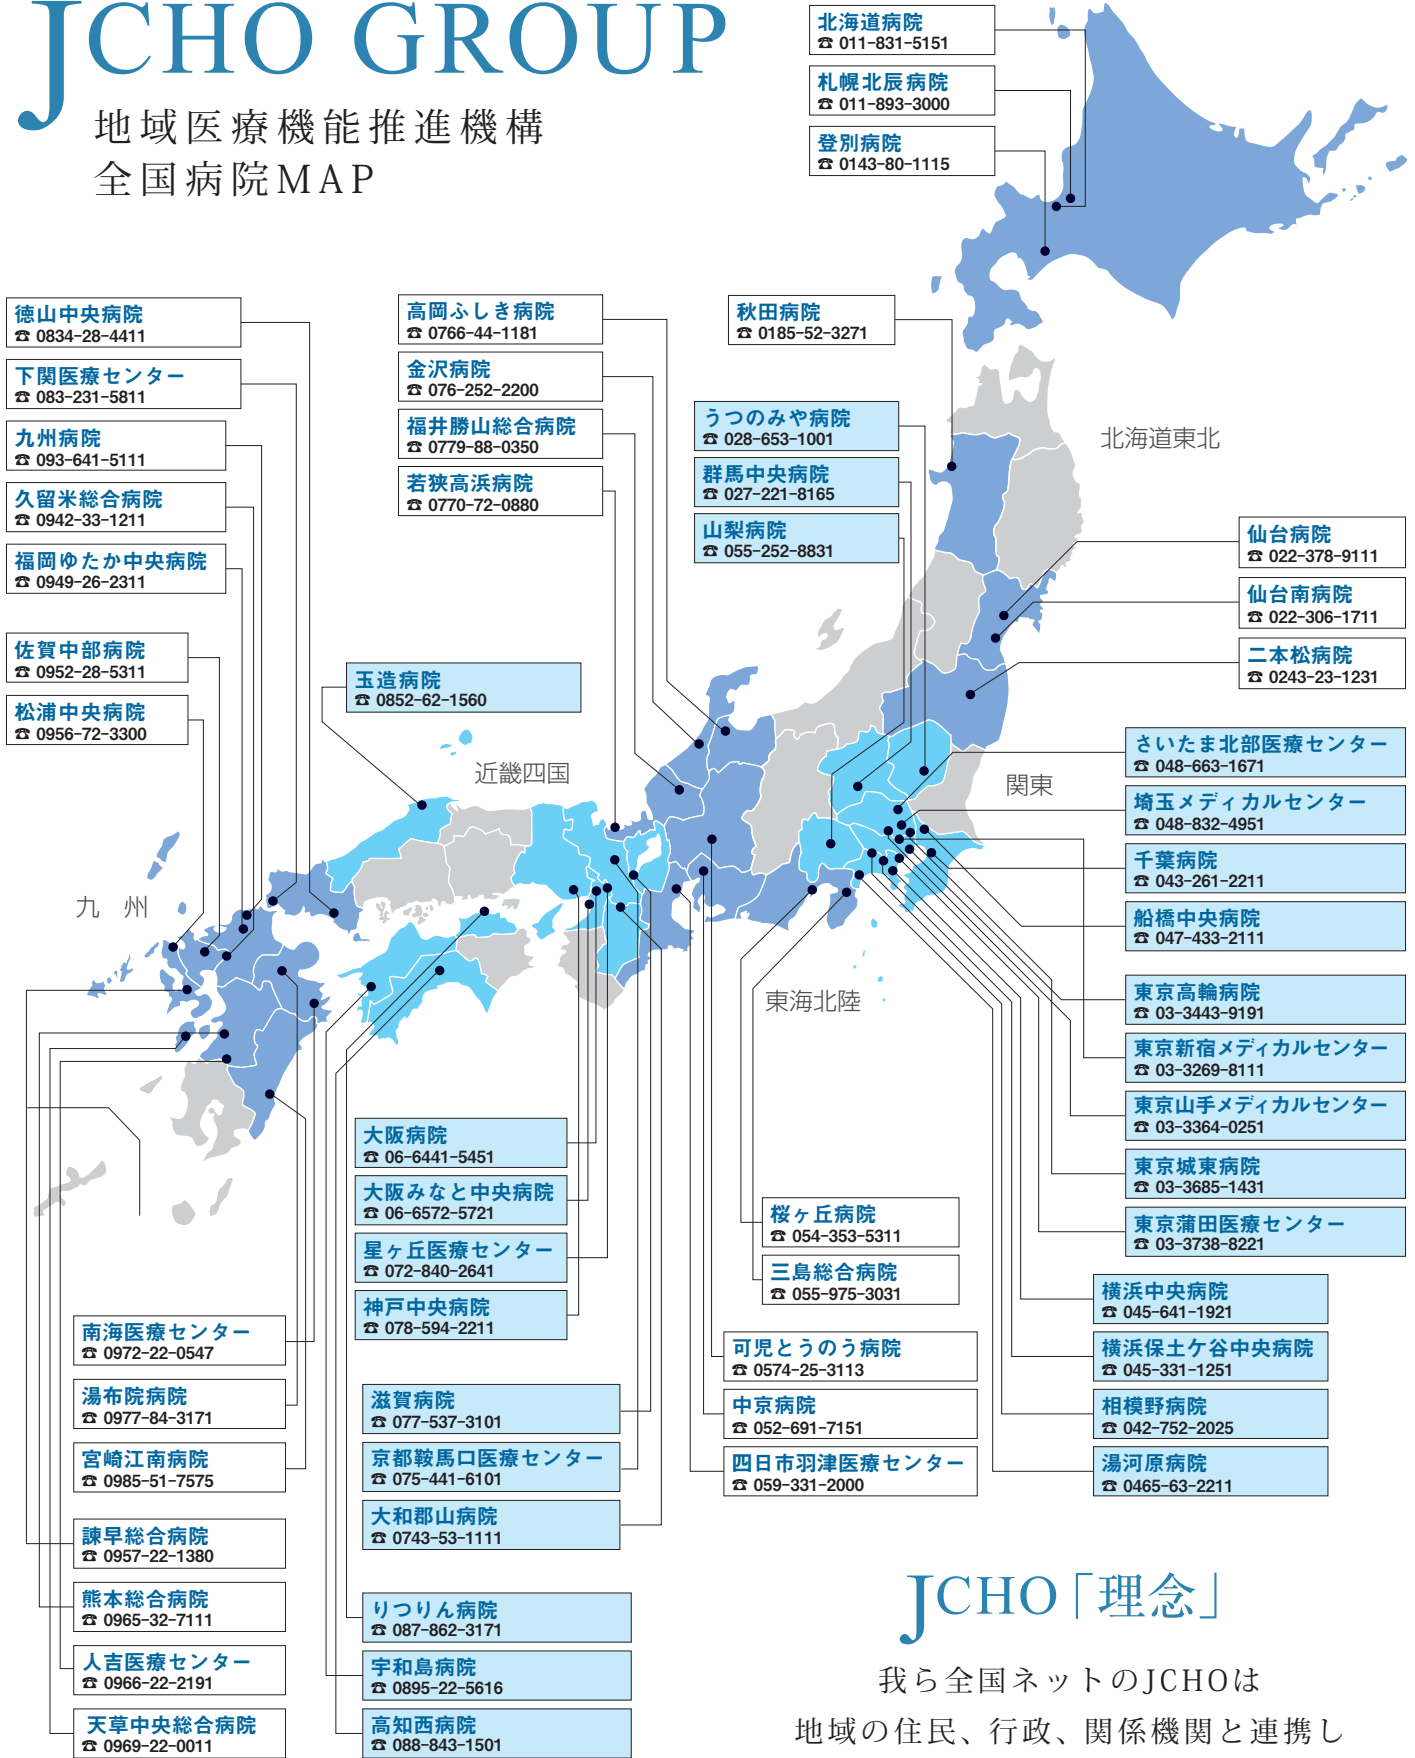 JCHO GROUP
地域医療機能推進機構
全国病院MAP
北海道病院
☎ 011-831-5151
札幌北辰病院
☎ 011-893-3000
登別病院
☎ 0143-80-1115
徳山中央病院
☎ 0834-28-4411
下関医療センター
☎ 083-231-5811
九州病院
☎ 093-641-5111
久留米総合病院
☎ 0942-33-1211
福岡ゆたか中央病院
☎ 0949-26-2311
佐賀中部病院
☎ 0952-28-5311
松浦中央病院
☎ 0956-72-3300
高岡ふしき病院
☎ 0766-44-1181
金沢病院
☎ 076-252-2200
福井勝山総合病院
☎ 0779-88-0350
若狭高浜病院
☎ 0770-72-0880
秋田病院
☎ 0185-52-3271
うつのみや病院
☎ 028-653-1001
群馬中央病院
☎ 027-221-8165
山梨病院
☎ 055-252-8831
北海道東北
仙台病院
☎ 022-378-9111
仙台南病院
☎ 022-306-1711
二本松病院
☎ 0243-23-1231
玉造病院
☎ 0852-62-1560
近畿四国
関東
九 州
東海北陸
さいたま北部医療センター
☎ 048-663-1671
埼玉メディカルセンター
☎ 048-832-4951
千葉病院
☎ 043-261-2211
船橋中央病院
☎ 047-433-2111
東京高輪病院
☎ 03-3443-9191
東京新宿メディカルセンター
☎ 03-3269-8111
東京山手メディカルセンター
☎ 03-3364-0251
東京城東病院
☎ 03-3685-1431
東京蒲田医療センター
☎ 03-3738-8221
横浜中央病院
☎ 045-641-1921
横浜保土ケ谷中央病院
☎ 045-331-1251
相模野病院
☎ 042-752-2025
湯河原病院
☎ 0465-63-2211
大阪病院
☎ 06-6441-5451
大阪みなと中央病院
☎ 06-6572-5721
星ヶ丘医療センター
☎ 072-840-2641
神戸中央病院
☎ 078-594-2211
桜ヶ丘病院
☎ 054-353-5311
三島総合病院
☎ 055-975-3031
可児とうのう病院
☎ 0574-25-3113
中京病院
☎ 052-691-7151
四日市羽津医療センター
☎ 059-331-2000
滋賀病院
☎ 077-537-3101
京都鞍馬口医療センター
☎ 075-441-6101
大和郡山病院
☎ 0743-53-1111
りつりん病院
☎ 087-862-3171
宇和島病院
☎ 0895-22-5616
高知西病院
☎ 088-843-1501
南海医療センター
☎ 0972-22-0547
湯布院病院
☎ 0977-84-3171
宮崎江南病院
☎ 0985-51-7575
諫早総合病院
☎ 0957-22-1380
熊本総合病院
☎ 0965-32-7111
人吉医療センター
☎ 0966-22-2191
天草中央総合病院
☎ 0969-22-0011
JCHO「理念」
我ら全国ネットのJCHOは
地域の住民、行政、関係機関と連携し